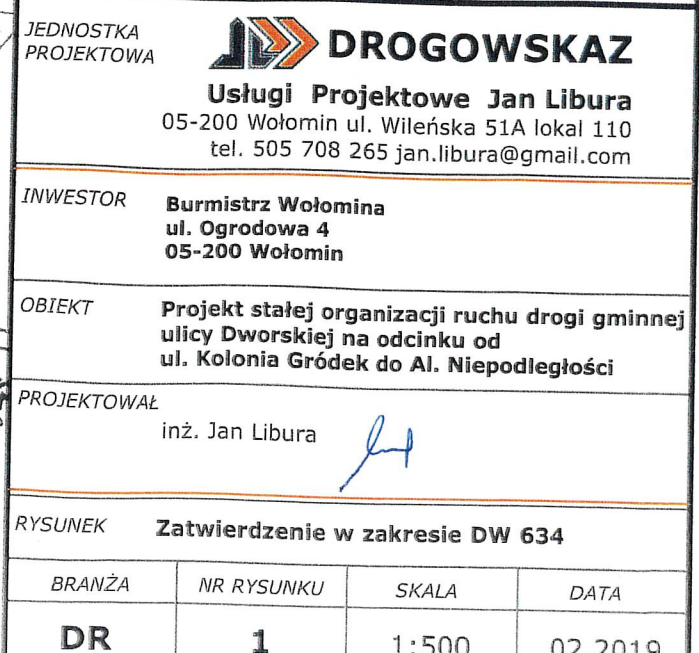 JEDNOSTKA
PROJEKTOWA
DROGOWSKAZ
Usługi Projektowe Jan Libura
05-200 Wołomin ul. Wileńska 51A lokal 110
tel. 505 708 265 jan.libura@gmail.com
INWESTOR
Burmistrz Wołomina
ul. Ogrodowa 4
05-200 Wołomin
OBIEKT
Projekt stałej organizacji ruchu drogi gminnej
ulicy Dworskiej na odcinku od
ul. Kolonia Gródek do Al. Niepodległości
PROJEKTOWAŁ
inż. Jan Libura
RYSUNEK Zatwierdzenie w zakresie DW 634
BRANŻA NR RYSUNKU SKALA DATA
DR 1 1:500 02.2019